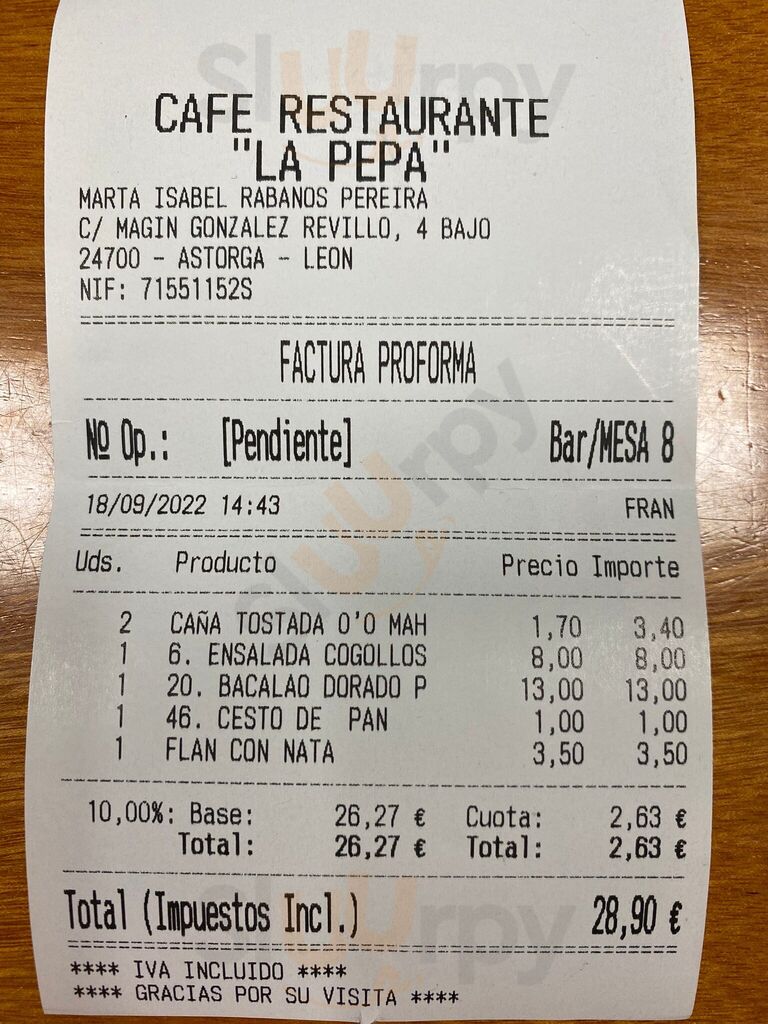 CAFE RESTAURANTE
"LA PEPA"
MARTA ISABEL RABANOS PEREIRA
C/ MAGIN GONZALEZ REVILLO, 4 BAJO
24700 - ASTORGA - LEON
NIF: 71551152S
FACTURA PROFORMA
Nº Op.: [Pendiente] Bar/MESA 8
18/09/2022 14:43 FRAN
Uds. Producto Precio Importe
2 CAÑA TOSTADA 0'0 MAH 1,70 3,40
1 6. ENSALADA COGOLLOS 8,00 8,00
1 20. BACALAO DORADO P 13,00 13,00
1 46. CESTO DE PAN 1,00 1,00
1 FLAN CON NATA 3,50 3,50
10,00%: Base: 26,27 € Cuota: 2,63 €
Total: 26,27 € Total: 2,63 €
Total (Impuestos Incl.) 28,90 €
**** IVA INCLUIDO ****
**** GRACIAS POR SU VISITA ****
Sluurpy
Sluurpy
Sluurpy